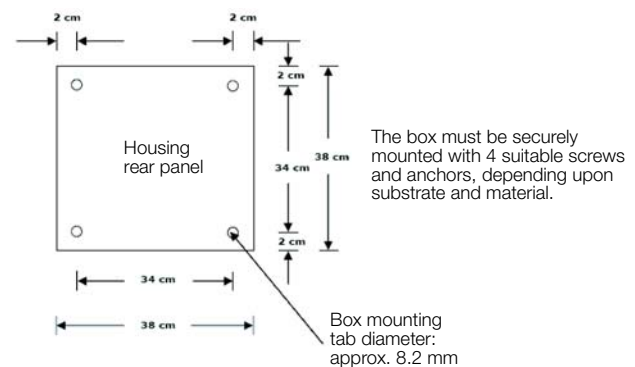 2 cm
2 cm
2 cm
Housing
rear panel
34 cm
38 cm
The box must be securely
mounted with 4 suitable screws
and anchors, depending upon
substrate and material.
2 cm
34 cm
38 cm
Box mounting
tab diameter:
approx. 8.2 mm